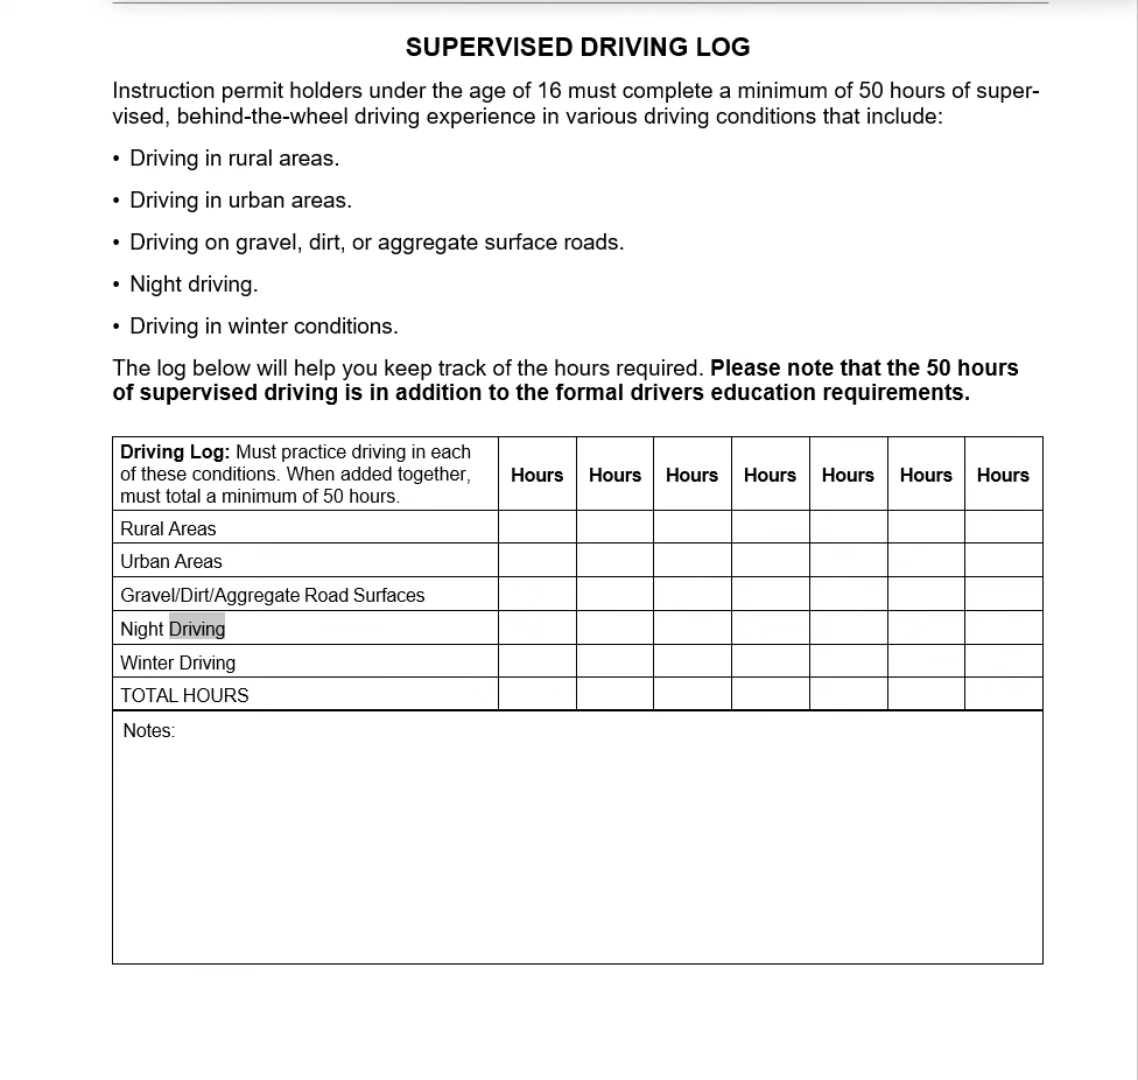 SUPERVISED DRIVING LOG
Instruction permit holders under the age of 16 must complete a minimum of 50 hours of super-
vised, behind-the-wheel driving experience in various driving conditions that include:
• Driving in rural areas.
• Driving in urban areas.
• Driving on gravel, dirt, or aggregate surface roads.
• Night driving.
• Driving in winter conditions.
The log below will help you keep track of the hours required. Please note that the 50 hours
of supervised driving is in addition to the formal drivers education requirements.
Driving Log: Must practice driving in each
of these conditions. When added together,
must total a minimum of 50 hours.
Hours Hours Hours Hours Hours Hours Hours
Rural Areas
Urban Areas
Gravel/Dirt/Aggregate Road Surfaces
Night Driving
Winter Driving
TOTAL HOURS
Notes: